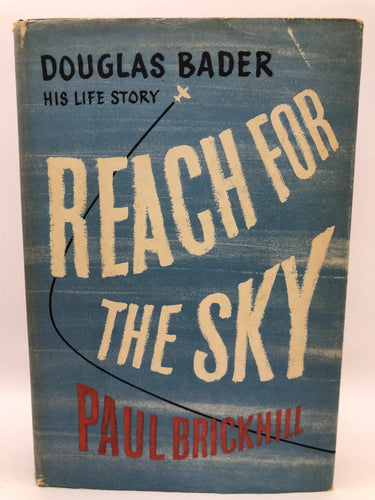 DOUGLAS BADER
HIS LIFE STORY
REACH FOR
THE SKY
PAUL BRICKHILL